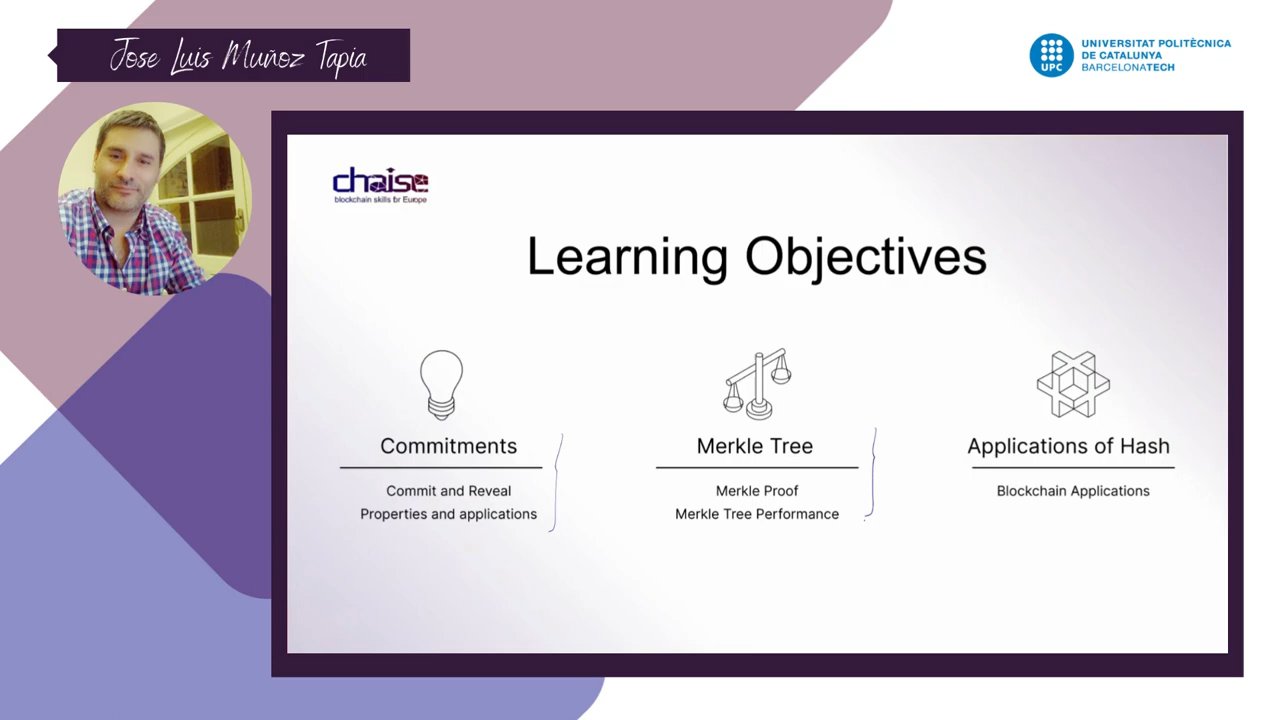 Jose Luis Muñoz Tapia
UPC
UNIVERSITAT POLITÈCNICA
DE CATALUNYA
BARCELONATECH
chaise
blockchain skills for Europe
Learning Objectives
Commitments
Commit and Reveal
Properties and applications
Merkle Tree
Merkle Proof
Merkle Tree Performance
Applications of Hash
Blockchain Applications